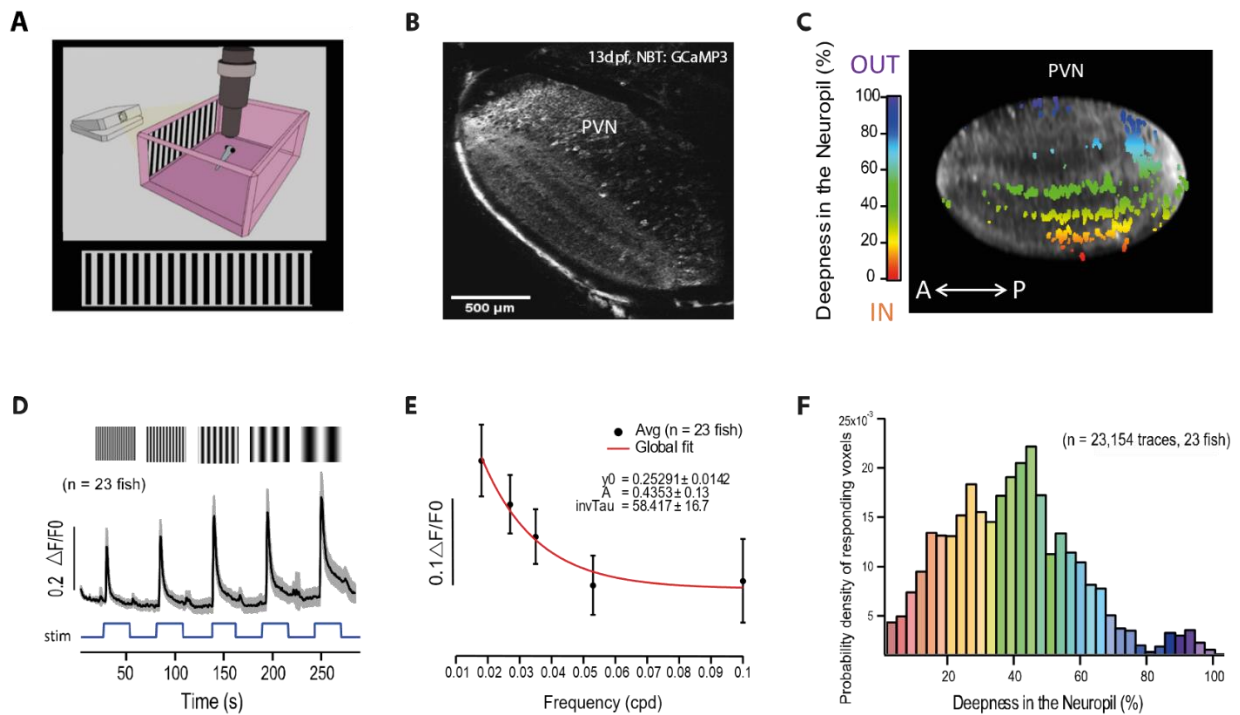 A
B
13dpf, NBT: GCaMP3
PVN
500 µm
C
OUT
PVN
Deepness in the Neuropil (%)
100
80
60
40
20
0
A
P
IN
D
(n = 23 fish)
0.2 △F/F0
stim
50
100
150
200
250
Time (s)
E
Avg (n = 23 fish)
Global fit
y0 = 0.25291± 0.0142
A = 0.4353± 0.13
invTau = 58.417 ± 16.7
0.1△F/F0
0.01 0.02 0.03 0.04 0.05 0.06 0.07 0.08 0.09 0.1
Frequency (cpd)
F
25x10⁻³
(n = 23,154 traces, 23 fish)
Probability density of responding voxels
20
15
10
5
20
40
60
80
100
Deepness in the Neuropil (%)